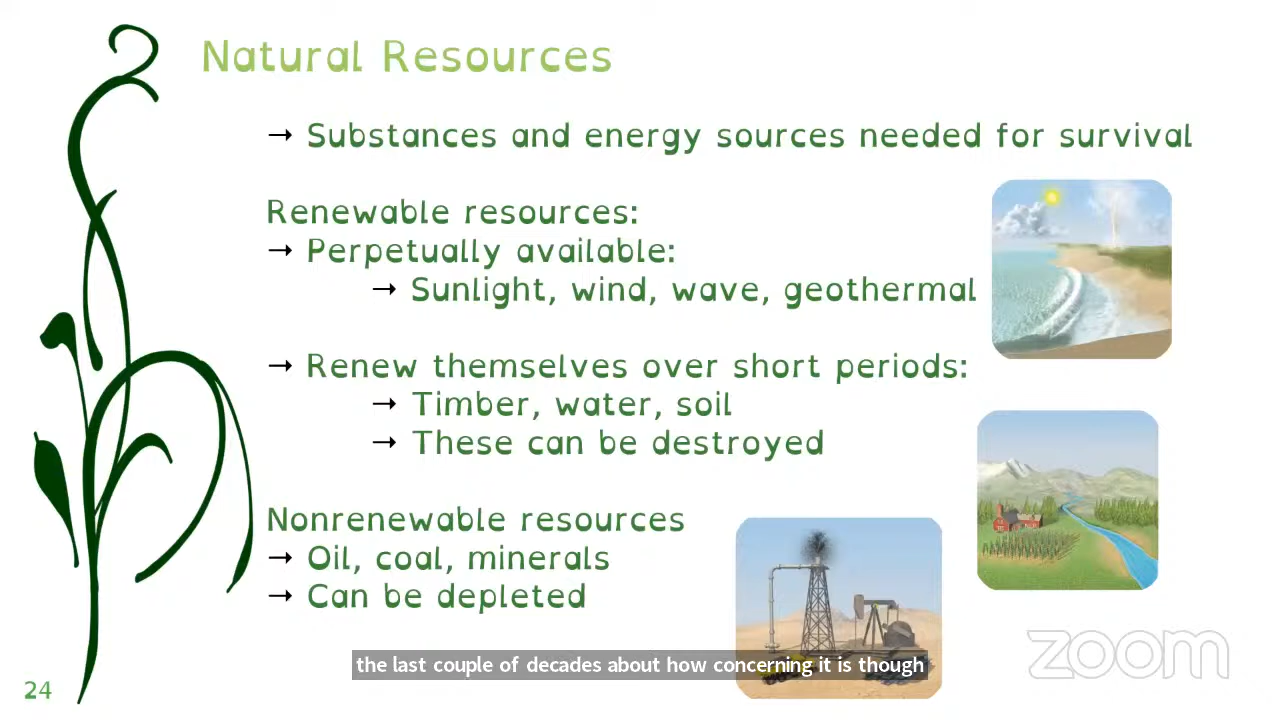 Natural Resources
→ Substances and energy sources needed for survival
Renewable resources:
→ Perpetually available:
→ Sunlight, wind, wave, geothermal
→ Renew themselves over short periods:
→ Timber, water, soil
→ These can be destroyed
Nonrenewable resources
→ Oil, coal, minerals
→ Can be depleted
the last couple of decades about how concerning it is though
zoom
24